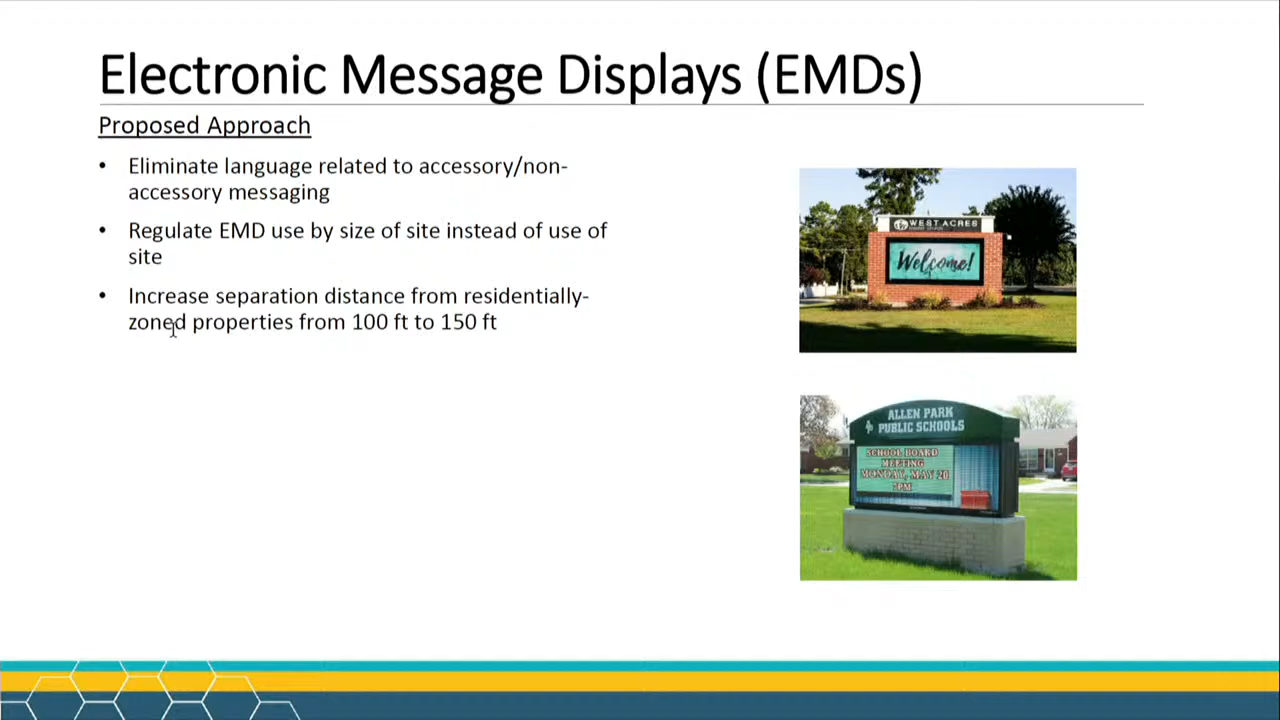 Electronic Message Displays (EMDs)
Proposed Approach
• Eliminate language related to accessory/non-
accessory messaging
• Regulate EMD use by size of site instead of use of
site
• Increase separation distance from residentially-
zoned properties from 100 ft to 150 ft
WEST ACRES
Welcome!
ALLEN PARK
PUBLIC SCHOOLS
SCHOOL BOARD
MEETING
MONDAY, MAY 20
7PM